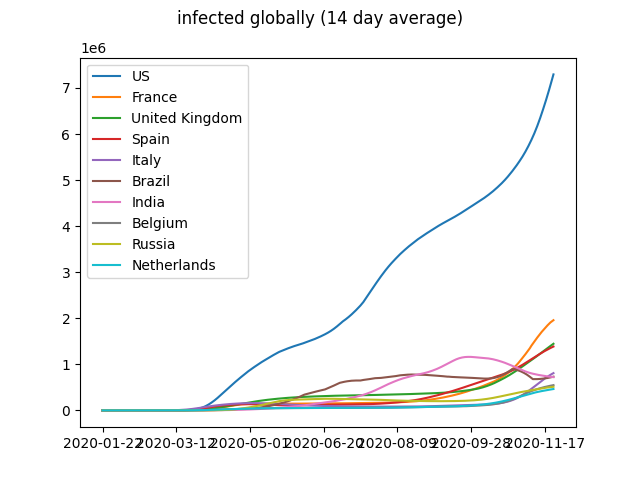 infected globally (14 day average)
1e6
7
6
5
4
3
2
1
0
US
France
United Kingdom
Spain
Italy
Brazil
India
Belgium
Russia
Netherlands
2020-01-22 2020-03-12 2020-05-01 2020-06-20 2020-08-09 2020-09-28 2020-11-17